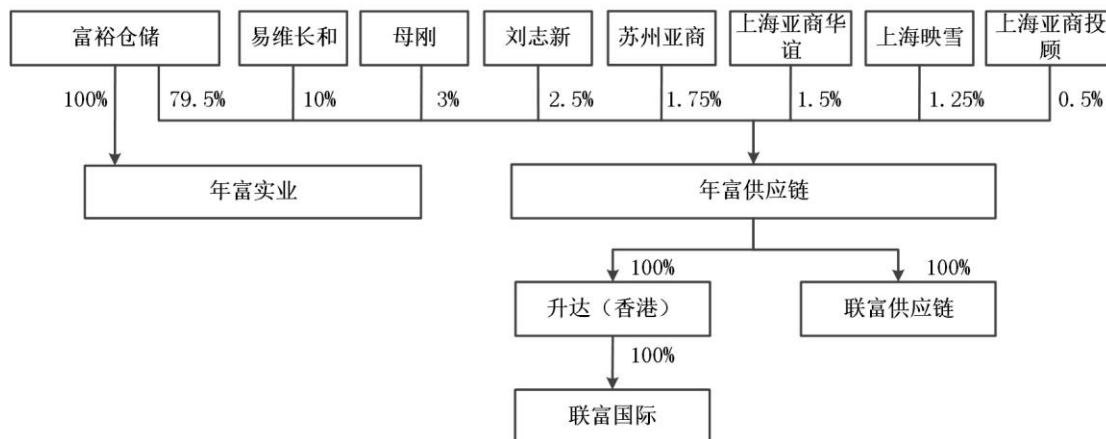 富裕仓储
易维长和
母刚
刘志新
苏州亚商
上海亚商华
谊
上海映雪
上海亚商投
顾
100%
79.5%
10%
3%
2.5%
1.75%
1.5%
1.25%
0.5%
年富实业
年富供应链
100%
100%
升达（香港）
联富供应链
100%
联富国际